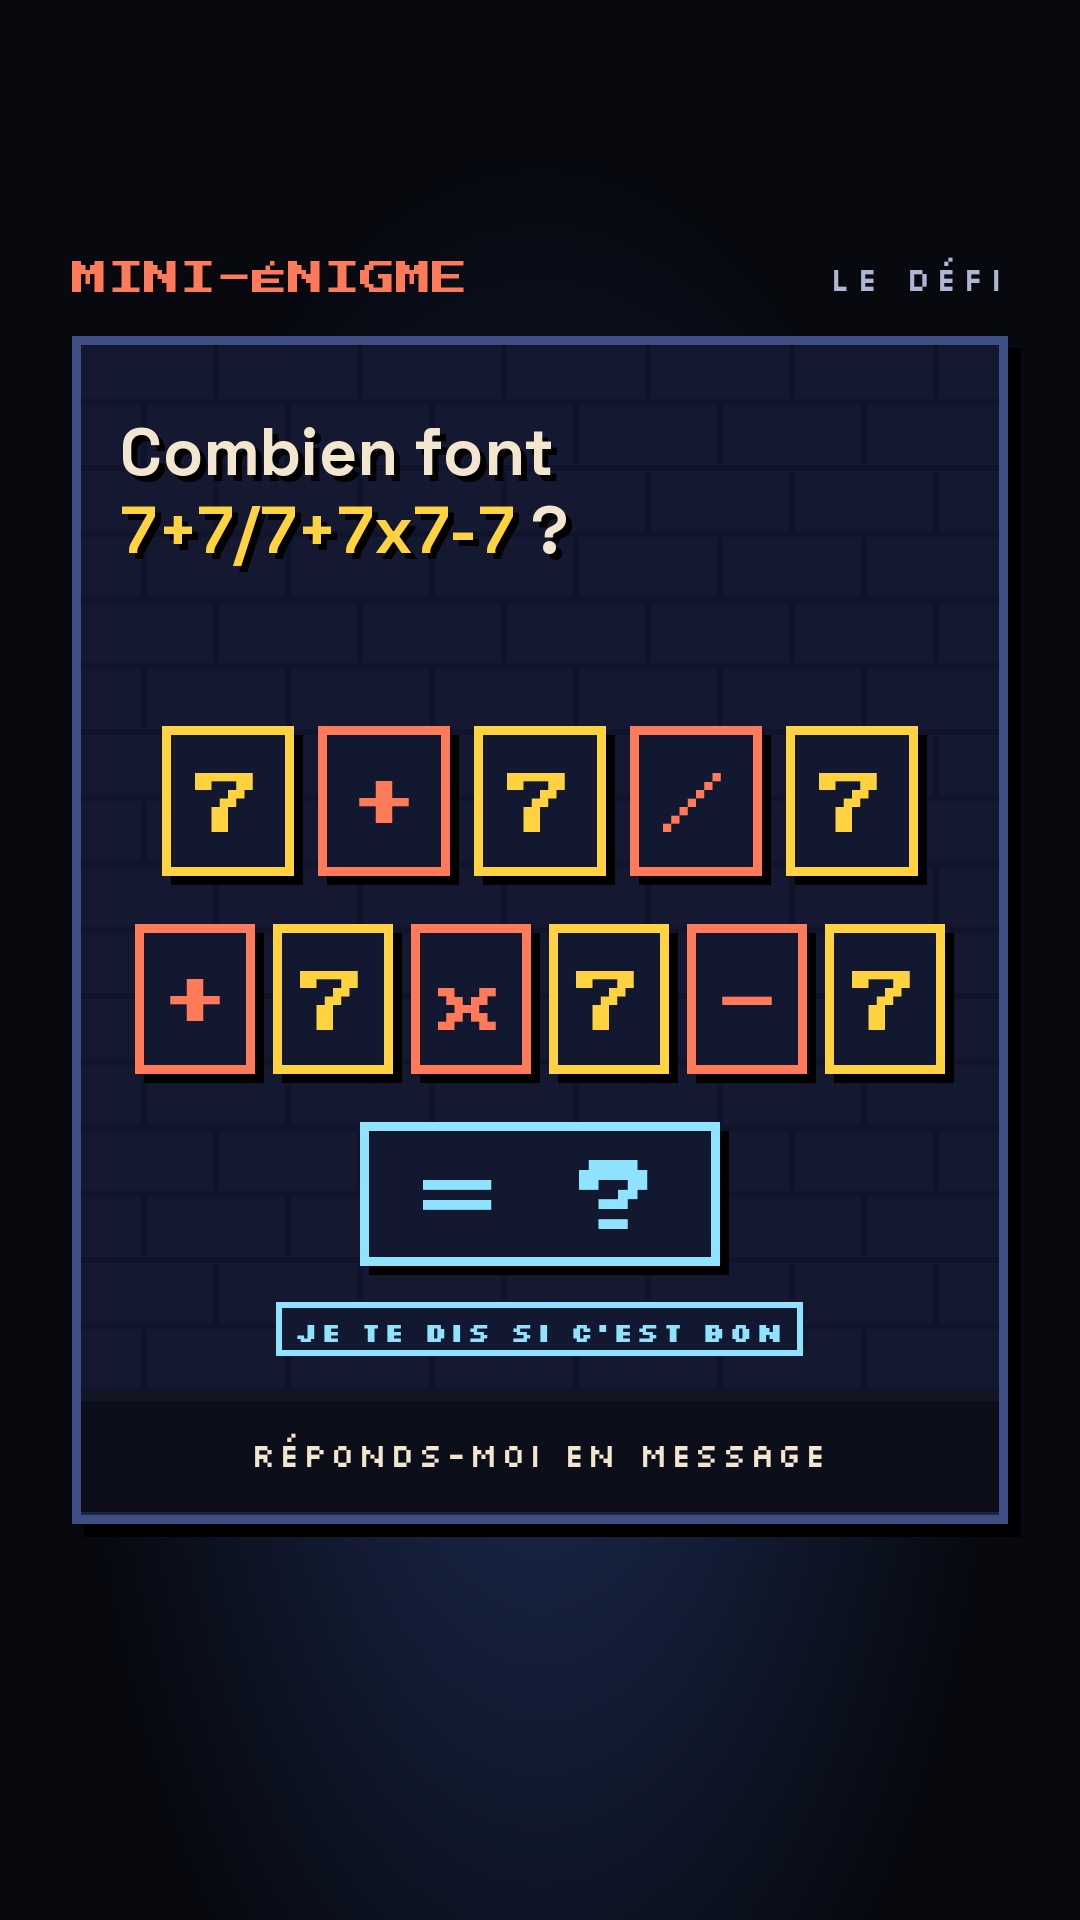 MINI-ÉNIGME
LE DÉFI
Combien font
7+7/7+7x7-7 ?
7 + 7 / 7
+ 7 x 7 - 7
= ?
JE TE DIS SI C'EST BON
RÉPONDS-MOI EN MESSAGE